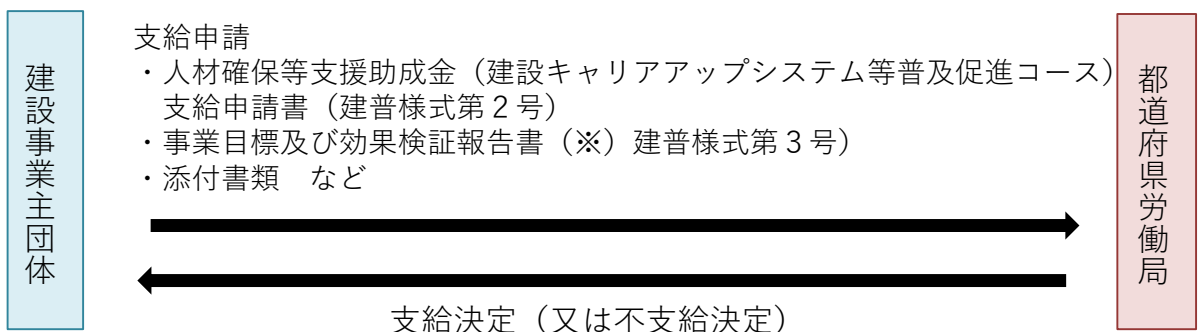 建設事業主団体
支給申請
・人材確保等支援助成金（建設キャリアアップシステム等普及促進コース）
支給申請書（建普様式第２号）
・事業目標及び効果検証報告書（※）建普様式第３号）
・添付書類　など
都道府県労働局
支給決定（又は不支給決定）